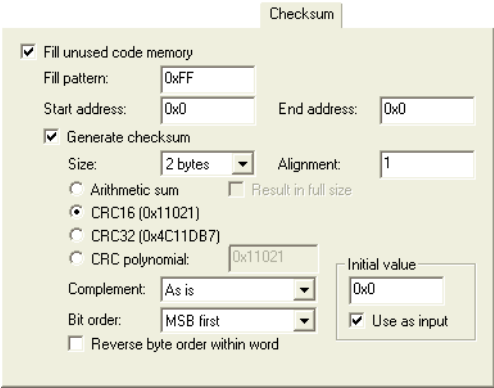 Checksum
Fill unused code memory
Fill pattern: 0xFF
Start address: 0x0 End address: 0x0
Generate checksum
Size: 2 bytes Alignment: 1
Arithmetic sum Result in full size
CRC16 (0x11021)
CRC32 (0x4C11DB7)
CRC polynomial: 0x11021
Initial value
Complement: As is 0x0
Bit order: MSB first Use as input
Reverse byte order within word